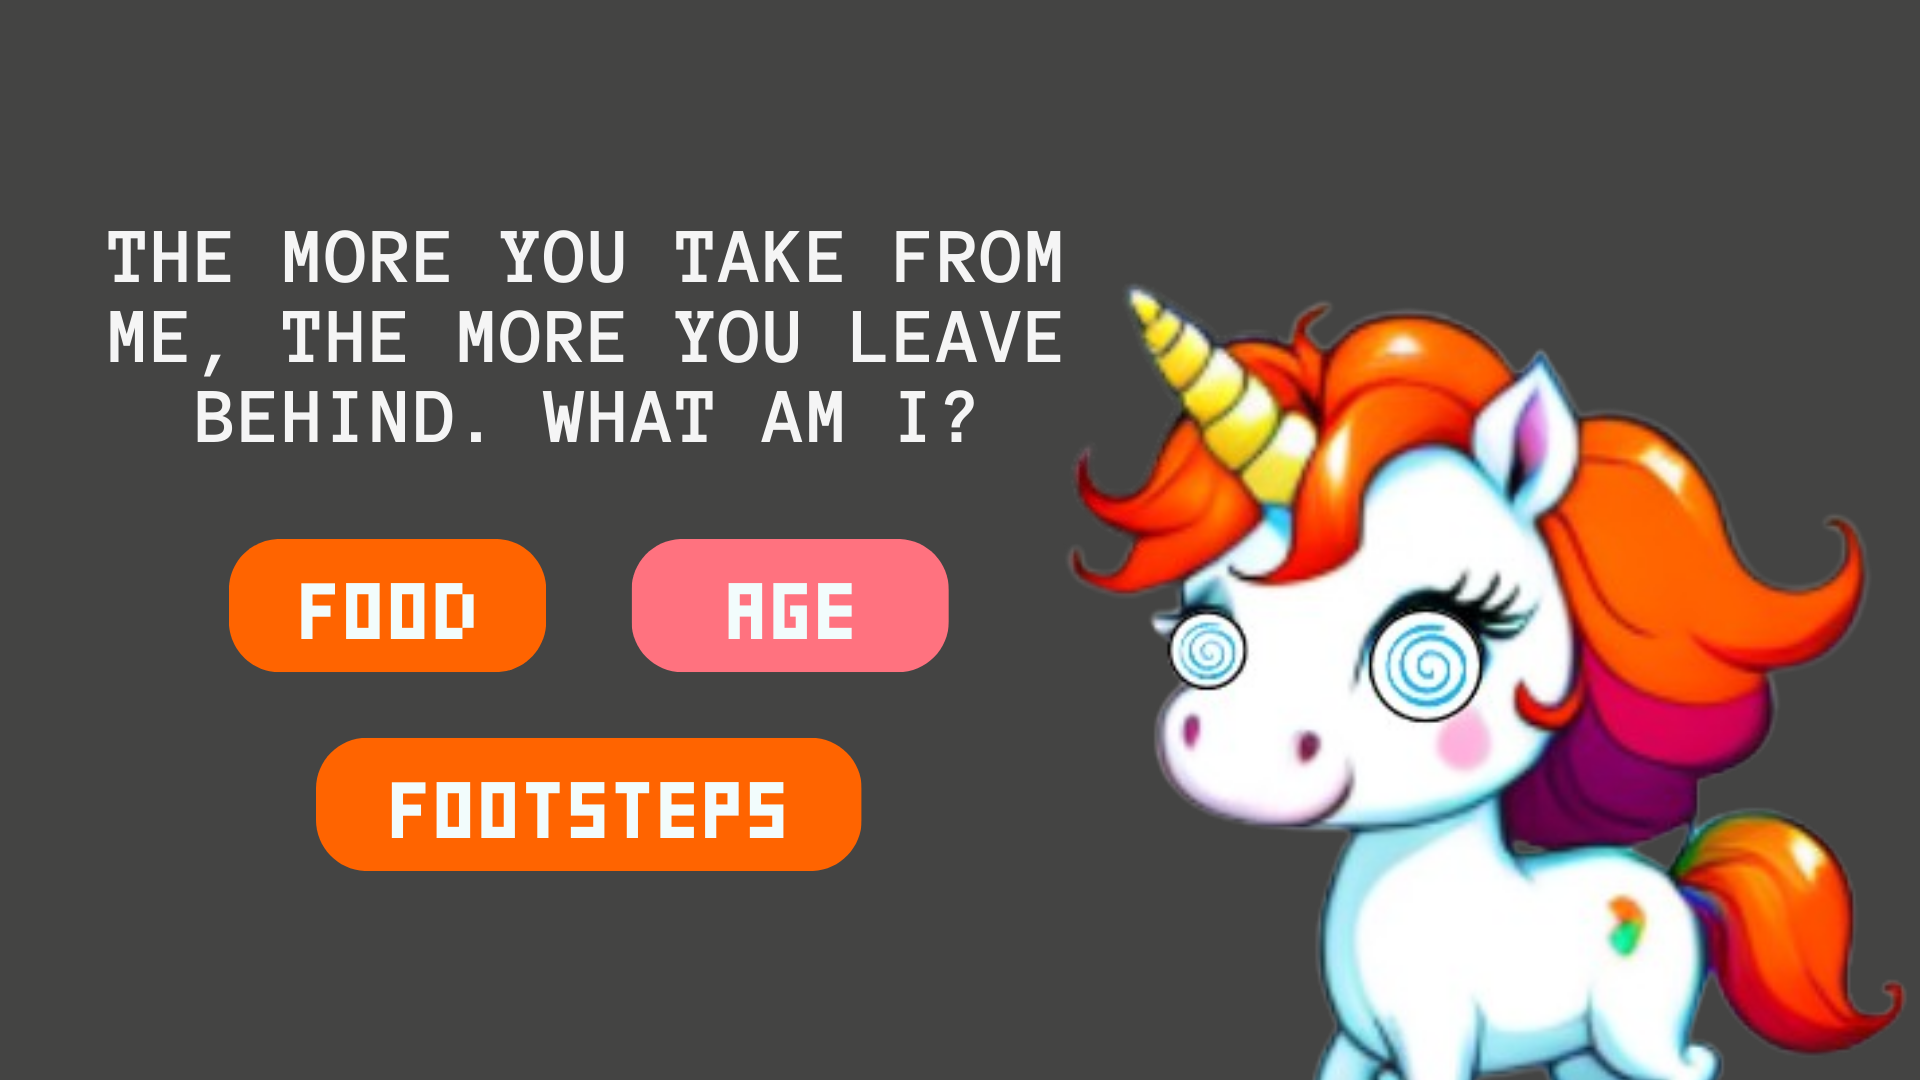 THE MORE YOU TAKE FROM
ME, THE MORE YOU LEAVE
BEHIND. WHAT AM I?
FOOD
AGE
FOOTSTEPS